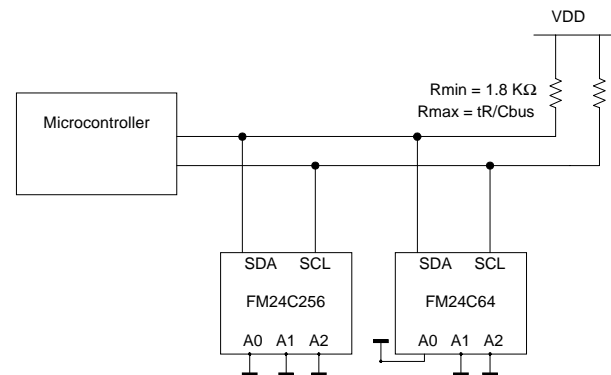 VDD
Rmin = 1.8 KΩ
Rmax = tR/Cbus
Microcontroller
SDA SCL
FM24C256
A0 A1 A2
SDA SCL
FM24C64
A0 A1 A2